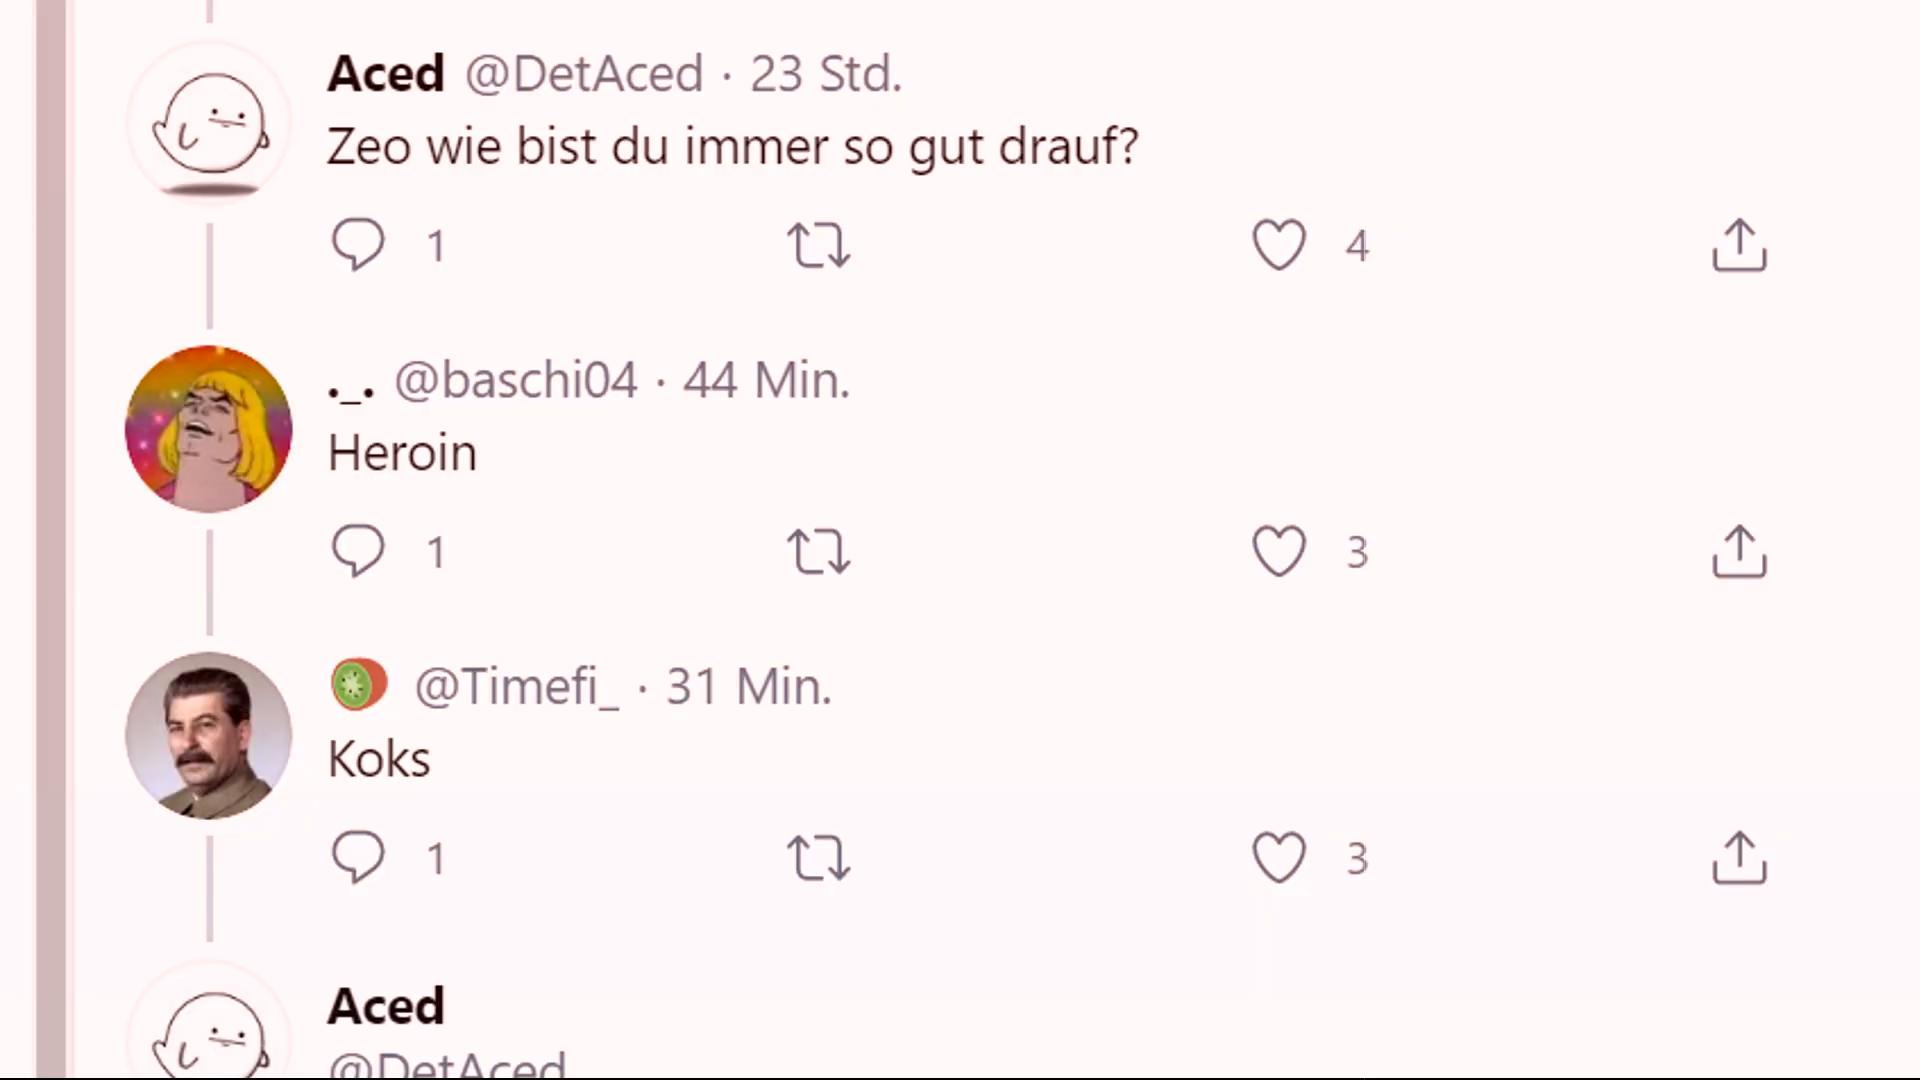 Aced @DetAced · 23 Std.
Zeo wie bist du immer so gut drauf?
1 4
._. @baschi04 · 44 Min.
Heroin
1 3
🥝 @Timefi_ · 31 Min.
Koks
1 3
Aced
@DetAced